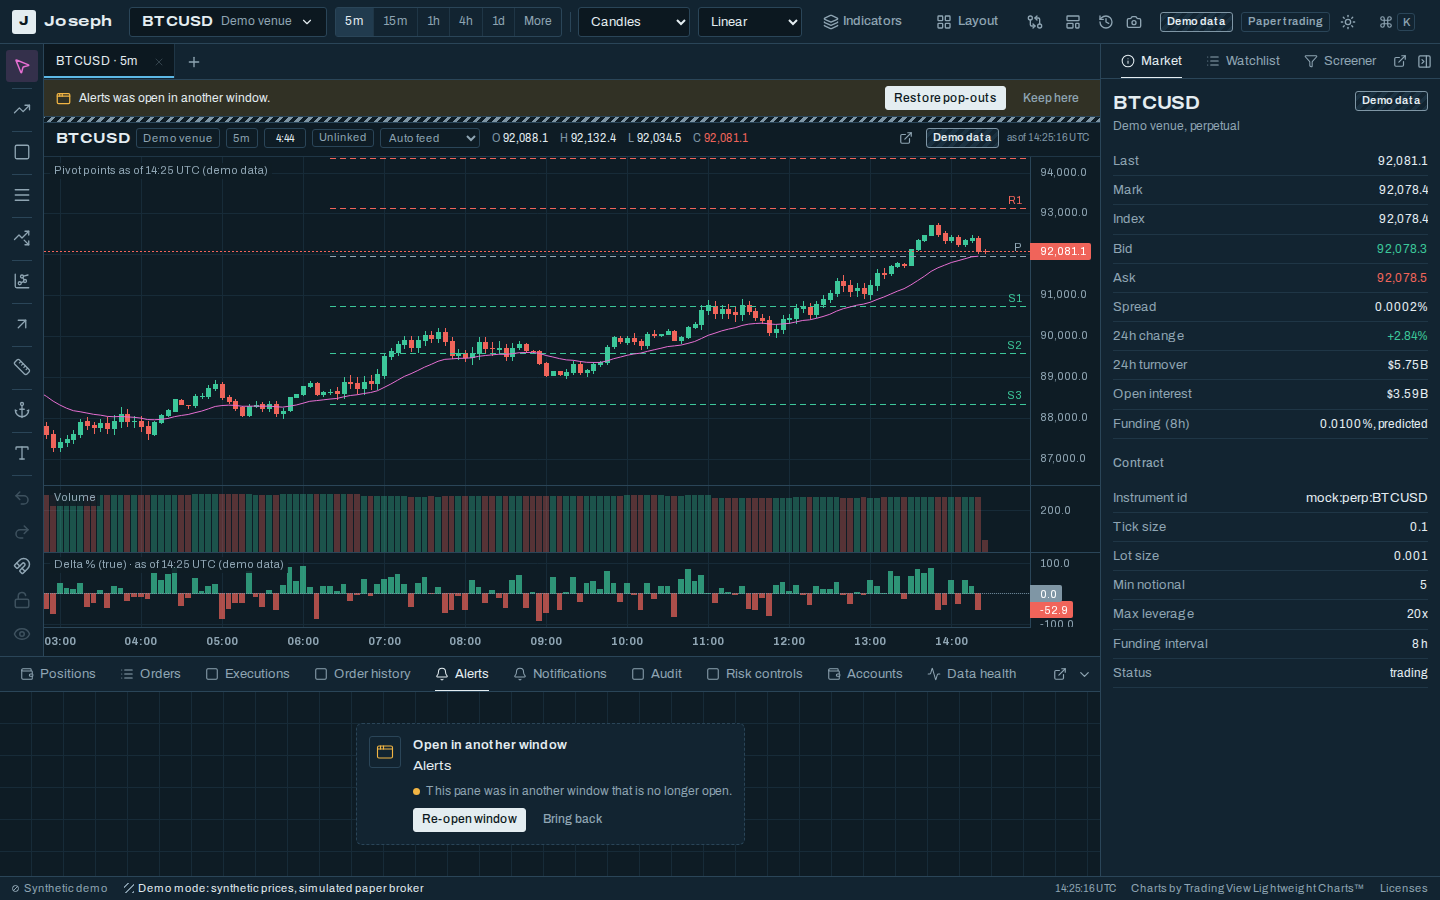 J Joseph BTCUSD Demo venue 5m 15m 1h 4h 1d More Candles Linear Indicators Layout Demo data Paper trading ⌘ K
BTCUSD · 5m × +
Alerts was open in another window. Restore pop-outs Keep here
BTCUSD Demo venue 5m 4:44 Unlinked Auto feed O 92,088.1 H 92,132.4 L 92,034.5 C 92,081.1 Demo data as of 14:25:16 UTC
Pivot points as of 14:25 UTC (demo data)
94,000.0
R1
93,000.0
P
92,081.1
S1
91,000.0
90,000.0
S2
89,000.0
S3
88,000.0
87,000.0
Volume
200.0
Delta % (true) · as of 14:25 UTC (demo data)
100.0
0.0
-52.9
-100.0
03:00 04:00 05:00 06:00 07:00 08:00 09:00 10:00 11:00 12:00 13:00 14:00
Positions Orders Executions Order history Alerts Notifications Audit Risk controls Accounts Data health
Open in another window
Alerts
This pane was in another window that is no longer open.
Re-open window Bring back
Market Watchlist Screener
BTCUSD Demo data
Demo venue, perpetual
Last 92,081.1
Mark 92,078.4
Index 92,078.4
Bid 92,078.3
Ask 92,078.5
Spread 0.0002%
24h change +2.84%
24h turnover $5.75B
Open interest $3.59B
Funding (8h) 0.0100%, predicted
Contract
Instrument id mock:perp:BTCUSD
Tick size 0.1
Lot size 0.001
Min notional 5
Max leverage 20x
Funding interval 8h
Status trading
Synthetic demo Demo mode: synthetic prices, simulated paper broker 14:25:16 UTC Charts by TradingView Lightweight Charts™ Licenses